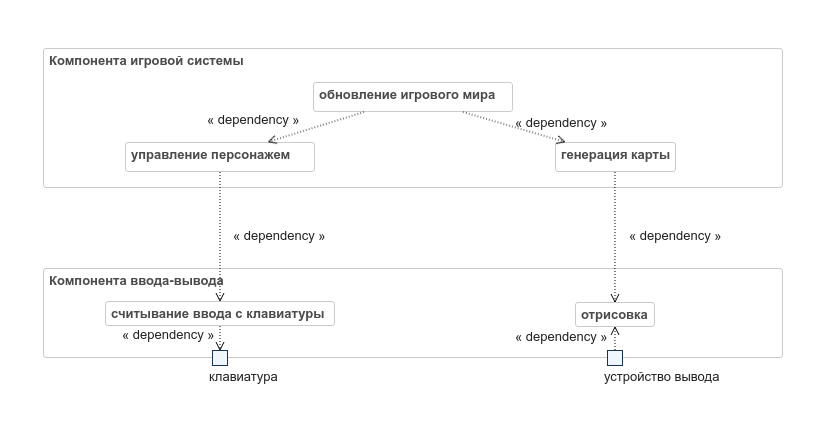 Компонента игровой системы
обновление игрового мира
« dependency »
« dependency »
управление персонажем
генерация карты
« dependency »
« dependency »
Компонента ввода-вывода
считывание ввода с клавиатуры
отрисовка
« dependency »
« dependency »
клавиатура
устройство вывода